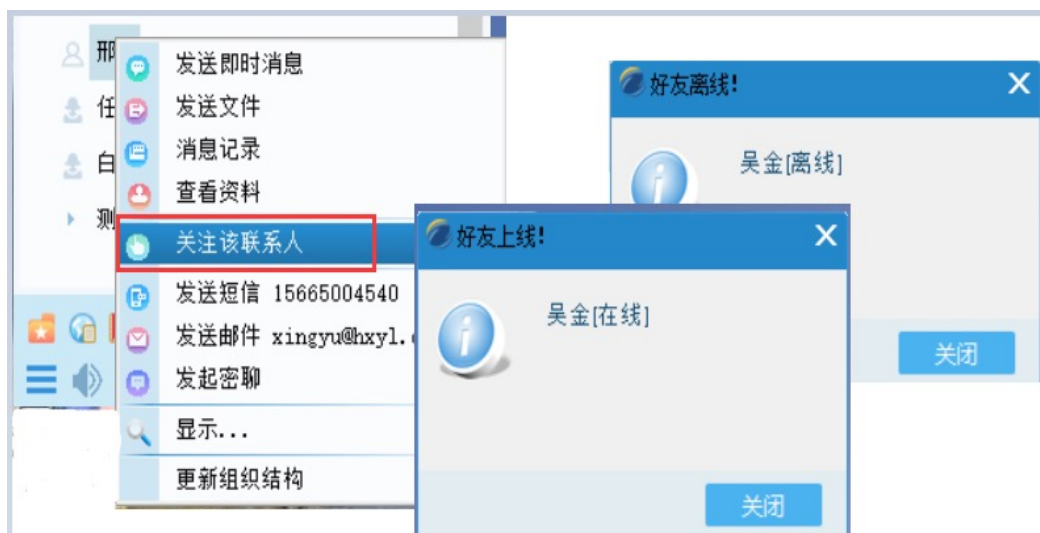 邢
任
白
测
发送即时消息
发送文件
消息记录
查看资料
关注该联系人
发送短信 15665004540
发送邮件 xingyu@hxyl.
发起密聊
显示...
更新组织结构
好友离线!
吴金[离线]
关闭
好友上线!
吴金[在线]
关闭